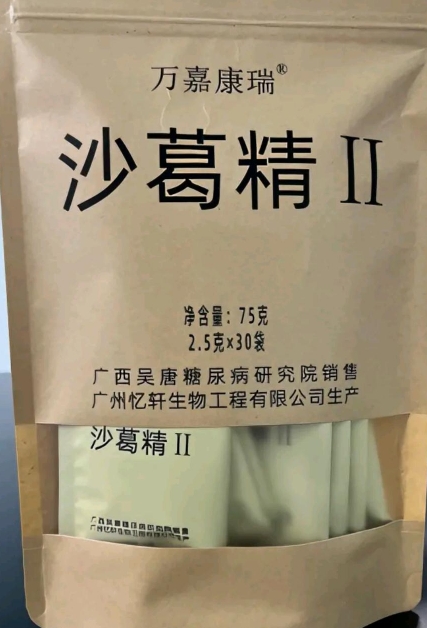 万嘉康瑞®
沙葛精 II
净含量：75克
2.5克×30袋
广西吴唐糖尿病研究院销售
广州忆轩生物工程有限公司生产
沙葛精 II